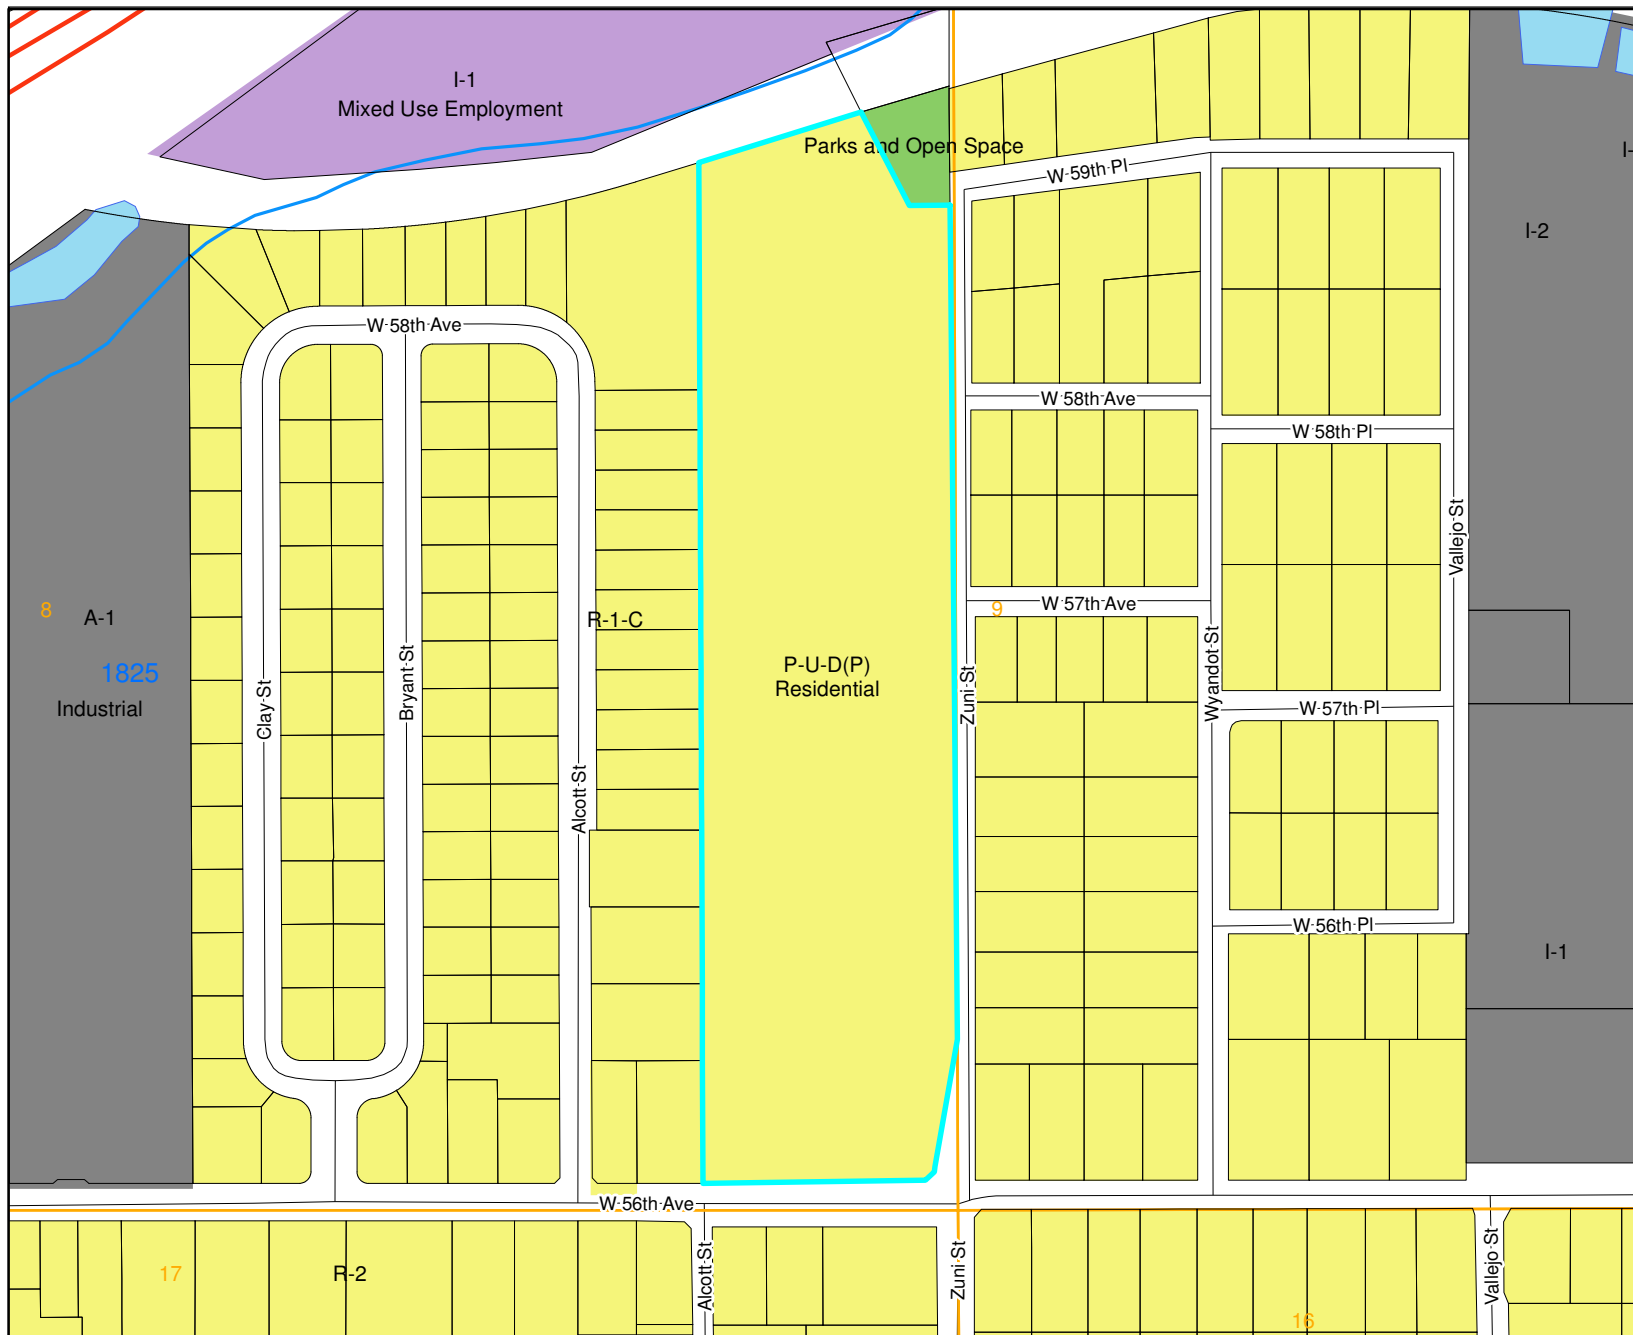 I-1
Mixed Use Employment
Parks and Open Space
I-
W 59th Pl
I-2
W 58th Ave
W 58th Ave
W 58th Pl
Vallejo St
W 57th Ave
9
8
A-1
R-1-C
1825
Industrial
P-U-D(P)
Residential
Clay St
Bryant St
Zuni St
Wyandot St
W 57th Pl
Alcott St
W 56th Pl
I-1
W 56th Ave
17
R-2
Alcott St
Zuni St
Vallejo St
16